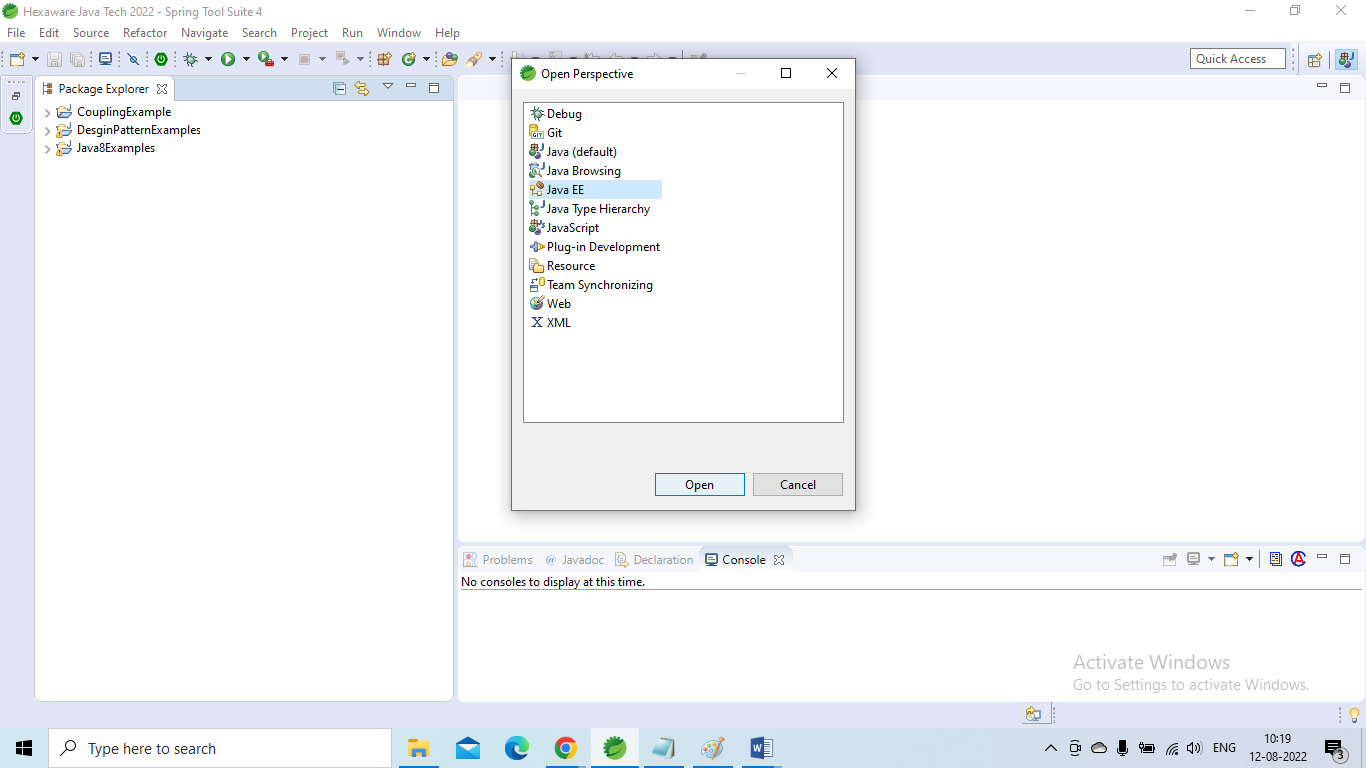 Hexaware Java Tech 2022 - Spring Tool Suite 4
File Edit Source Refactor Navigate Search Project Run Window Help
Quick Access
Package Explorer
CouplingExample
DesginPatternExamples
Java8Examples
Open Perspective
Debug
GIT Git
Java (default)
Java Browsing
Java EE
Java Type Hierarchy
JavaScript
Plug-in Development
Resource
Team Synchronizing
Web
X XML
Open Cancel
Problems @ Javadoc Declaration Console
No consoles to display at this time.
Activate Windows
Go to Settings to activate Windows.
Type here to search
ENG
10:19
12-08-2022
3